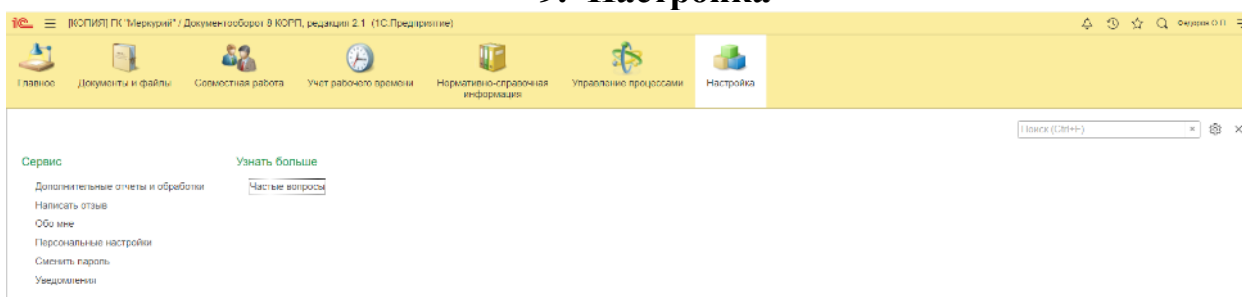 9. Настройка
1С [КОПИЯ] ГК "Меркурий" / Документооборот 8 КОРП, редакция 2.1 (1С:Предприятие)
Главное Документы и файлы Совместная работа Учет рабочего времени Нормативно-справочная информация Управление процессами Настройка
Поиск (Ctrl+F)
Сервис Узнать больше
Дополнительные отчеты и обработки Частые вопросы
Написать отзыв
Обо мне
Персональные настройки
Сменить пароль
Уведомления